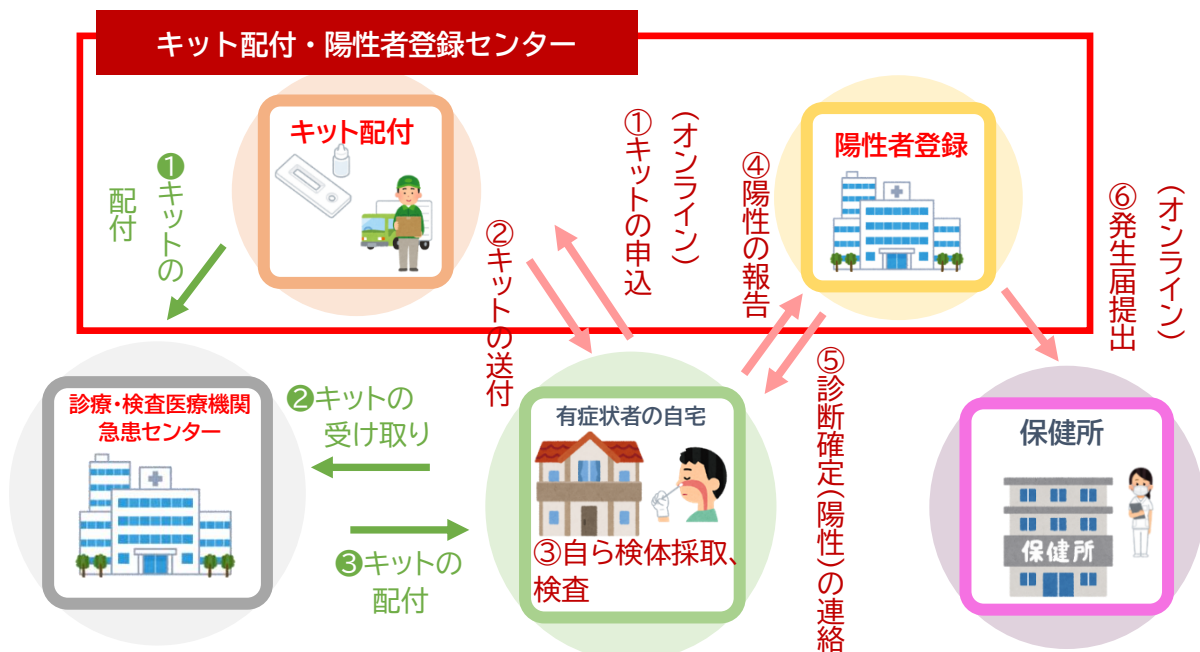 キット配付・陽性者登録センター
キット配付
陽性者登録
❶キットの
配付
①キットの申込
(オンライン)
②キットの送付
④陽性の報告
⑤診断確定(陽性)の連絡
⑥発生届提出
(オンライン)
診療・検査医療機関
急患センター
❷キットの
受け取り
❸キットの
配付
有症状者の自宅
③自ら検体採取、
検査
保健所
保健所